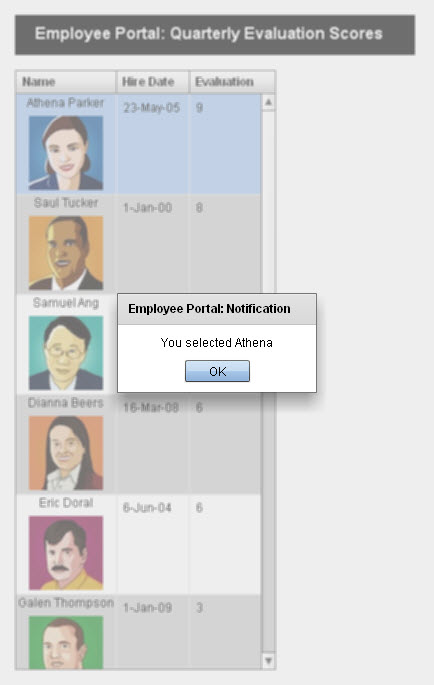 Employee Portal: Quarterly Evaluation Scores
Name Hire Date Evaluation
Athena Parker 23-May-05 9
Saul Tucker 1-Jan-00 8
Samuel Ang
Employee Portal: Notification
You selected Athena
OK
Dianna Beers 16-Mar-08 6
Eric Doral 6-Jun-04 6
Galen Thompson 1-Jan-09 3